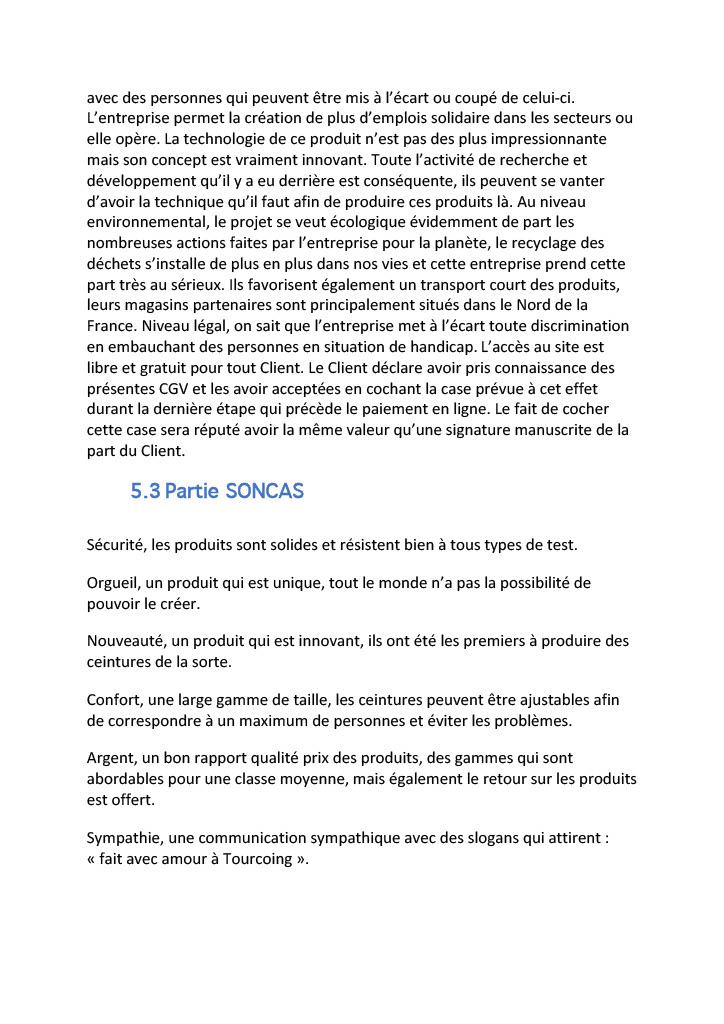 avec des personnes qui peuvent être mis à l’écart ou coupé de celui-ci.
L’entreprise permet la création de plus d’emplois solidaire dans les secteurs ou
elle opère. La technologie de ce produit n’est pas des plus impressionnante
mais son concept est vraiment innovant. Toute l’activité de recherche et
développement qu’il y a eu derrière est conséquente, ils peuvent se vanter
d’avoir la technique qu’il faut afin de produire ces produits là. Au niveau
environnemental, le projet se veut écologique évidemment de part les
nombreuses actions faites par l’entreprise pour la planète, le recyclage des
déchets s’installe de plus en plus dans nos vies et cette entreprise prend cette
part très au sérieux. Ils favorisent également un transport court des produits,
leurs magasins partenaires sont principalement situés dans le Nord de la
France. Niveau légal, on sait que l’entreprise met à l’écart toute discrimination
en embauchant des personnes en situation de handicap. L’accès au site est
libre et gratuit pour tout Client. Le Client déclare avoir pris connaissance des
présentes CGV et les avoir acceptées en cochant la case prévue à cet effet
durant la dernière étape qui précède le paiement en ligne. Le fait de cocher
cette case sera réputé avoir la même valeur qu’une signature manuscrite de la
part du Client.
5.3 Partie SONCAS
Sécurité, les produits sont solides et résistent bien à tous types de test.
Orgueil, un produit qui est unique, tout le monde n’a pas la possibilité de
pouvoir le créer.
Nouveauté, un produit qui est innovant, ils ont été les premiers à produire des
ceintures de la sorte.
Confort, une large gamme de taille, les ceintures peuvent être ajustables afin
de correspondre à un maximum de personnes et éviter les problèmes.
Argent, un bon rapport qualité prix des produits, des gammes qui sont
abordables pour une classe moyenne, mais également le retour sur les produits
est offert.
Sympathie, une communication sympathique avec des slogans qui attirent :
« fait avec amour à Tourcoing ».